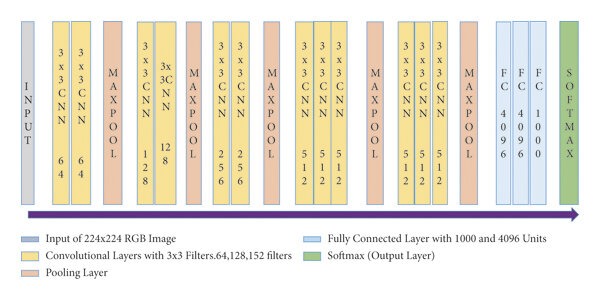 INPUT
3x3CNN 64
3x3CNN 64
MAXPOOL
3x3CNN 128
3x3CNN 128
MAXPOOL
3x3CNN 256
3x3CNN 256
MAXPOOL
3x3CNN 512
3x3CNN 512
3x3CNN 512
MAXPOOL
3x3CNN 512
3x3CNN 512
3x3CNN 512
MAXPOOL
FC 4096
FC 4096
FC 1000
SOFTMAX
Input of 224x224 RGB Image
Convolutional Layers with 3x3 Filters.64,128,152 filters
Pooling Layer
Fully Connected Layer with 1000 and 4096 Units
Softmax (Output Layer)